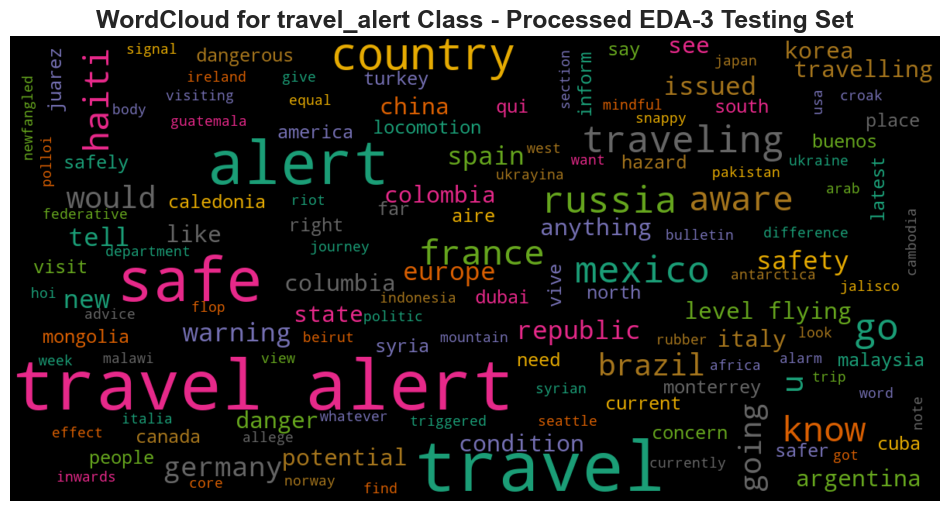 WordCloud for travel_alert Class - Processed EDA-3 Testing Set
newfangled
juarez
haiti
signal
dangerous
country
say
see
japan
korea
travelling
ireland
give
turkey
visiting
body
equal
china
qui
section
inform
mindful
issued
south
usa
croak
snappy
place
guatemala
america
locomotion
traveling
buenos
polloi
safely
alert
spain
west
want
hazard
ukraine
latest
ukrayina
pakistan
would
caledonia
riot
far
colombia
russia
aware
arab
federative
right
aire
anything
bulletin
difference
tell
like
department
journey
france
safety
cambodia
visit
safe
europe
mexico
antarctica
jalisco
hoi
new
columbia
indonesia
dubai
vive
north
advice
flop
state
politic
level flying
go
mongolia
warning
beirut
mountain
republic
rubber
italy
look
week
malawi
view
syria
need
brazil
africa
alarm
malaysia
travel alert
syrian
monterrey
u
trip
word
current
italia
danger
whatever
triggered
seattle
note
effect
canada
allege
condition
concern
going
know
cuba
people
germany
potential
travel
currently
safer
got
inwards
core
norway
find
argentina